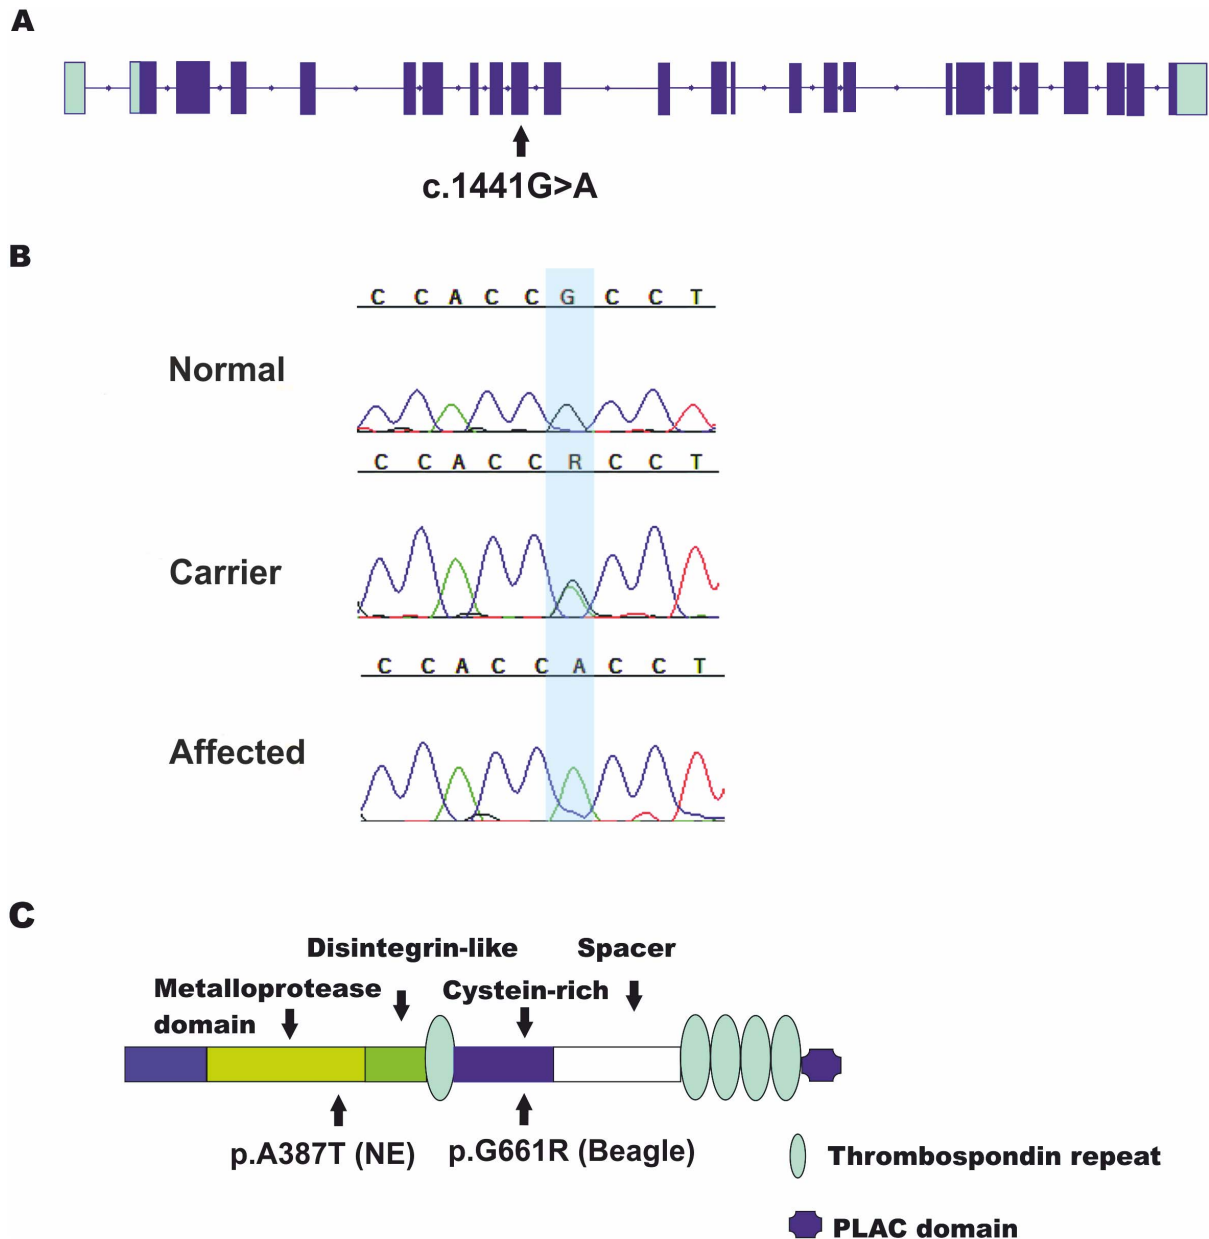 A
c.1441G>A
B
C C A C C G C C T
Normal
C C A C C R C C T
Carrier
C C A C C A C C T
Affected
C
Disintegrin-like Spacer
Metalloprotease Cystein-rich
domain
p.A387T (NE) p.G661R (Beagle)
Thrombospondin repeat
PLAC domain